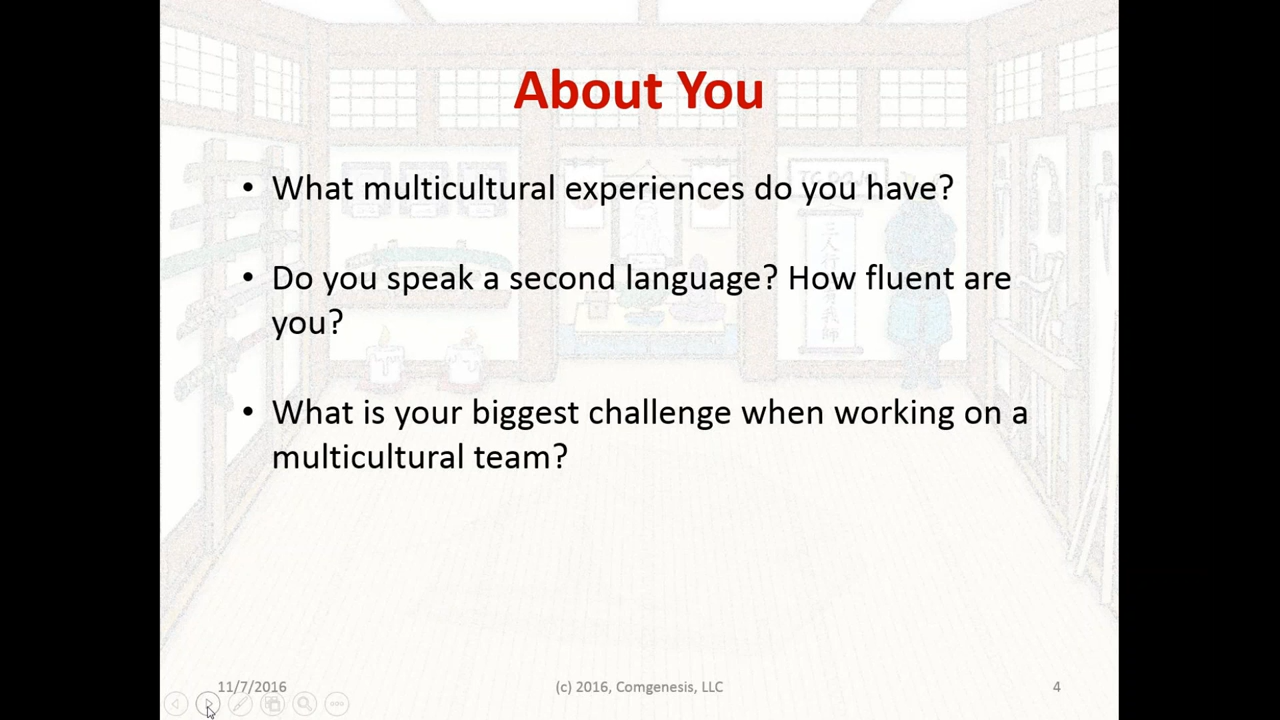 About You
• What multicultural experiences do you have?
• Do you speak a second language? How fluent are
you?
• What is your biggest challenge when working on a
multicultural team?
11/7/2016
(c) 2016, Comgenesis, LLC
4